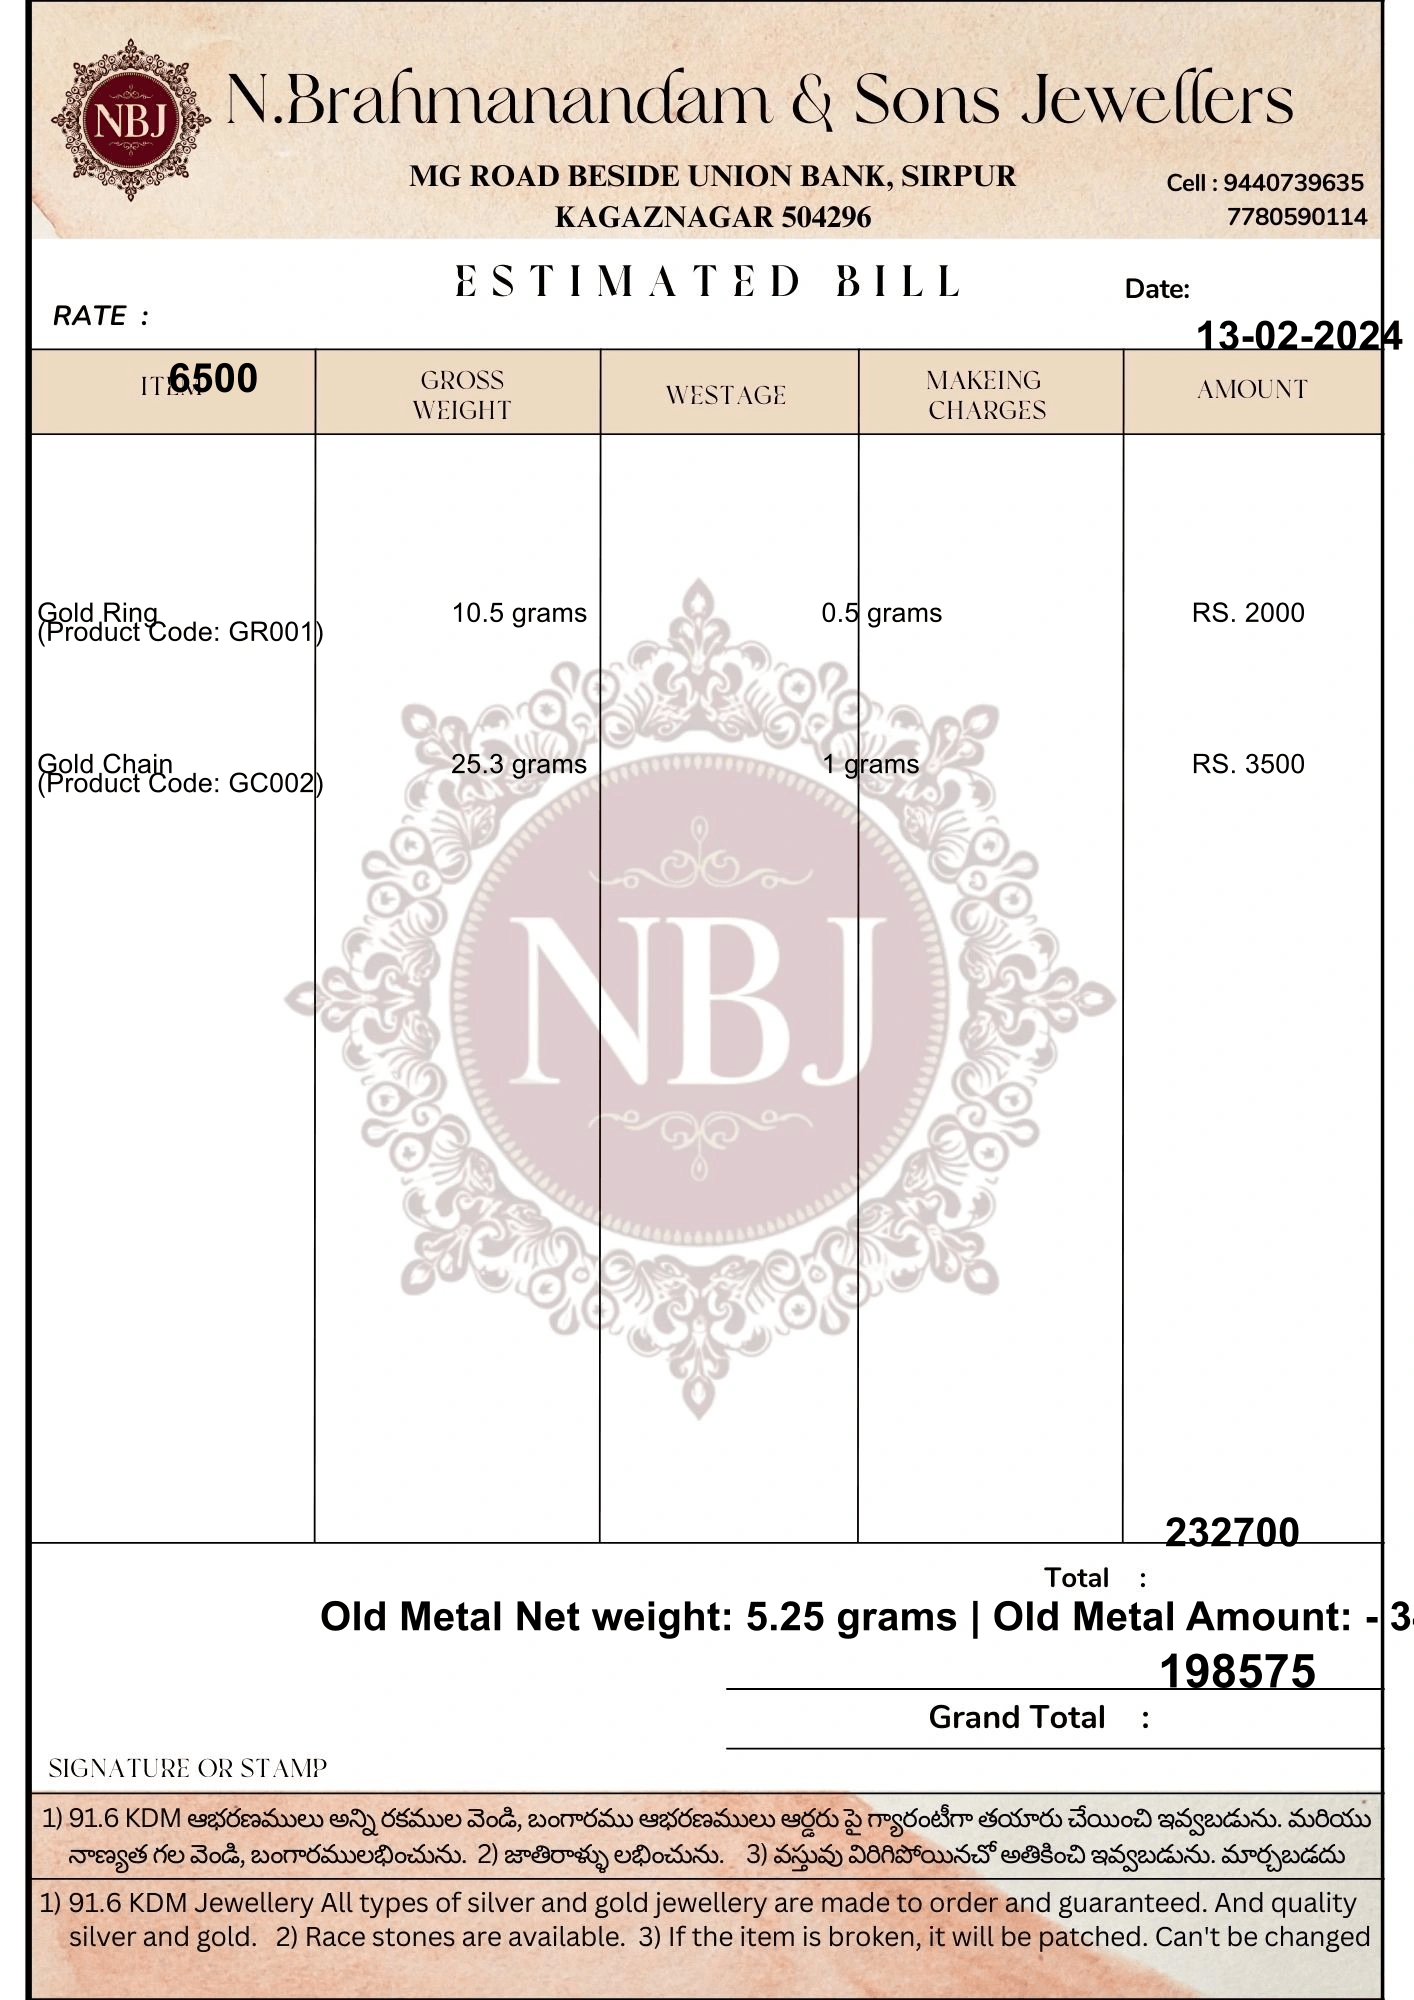 NBJ
N.Brahmanandam & Sons Jewellers
MG ROAD BESIDE UNION BANK, SIRPUR
KAGAZNAGAR 504296
Cell : 9440739635
7780590114
ESTIMATED BILL
Date:
13-02-2024
RATE :
6500
ITEM
GROSS
WEIGHT
WESTAGE
MAKEING
CHARGES
AMOUNT
Gold Ring 10.5 grams 0.5 grams RS. 2000
(Product Code: GR001)
Gold Chain 25.3 grams 1 grams RS. 3500
(Product Code: GC002)
NBJ
232700
Total :
Old Metal Net weight: 5.25 grams | Old Metal Amount: -
198575
Grand Total :
SIGNATURE OR STAMP
1) 91.6 KDM ఆభరణములు అన్ని రకముల వెండి, బంగారము ఆభరణములు ఆర్డరు పై గ్యారంటీగా తయారు చేయించి ఇవ్వబడును. మరియు
నాణ్యత గల వెండి, బంగారములభించును. 2) జాతిరాళ్ళు లభించును. 3) వస్తువు విరిగిపోయినచో అతికించి ఇవ్వబడును. మార్చబడదు
1) 91.6 KDM Jewellery All types of silver and gold jewellery are made to order and guaranteed. And quality
silver and gold. 2) Race stones are available. 3) If the item is broken, it will be patched. Can't be changed